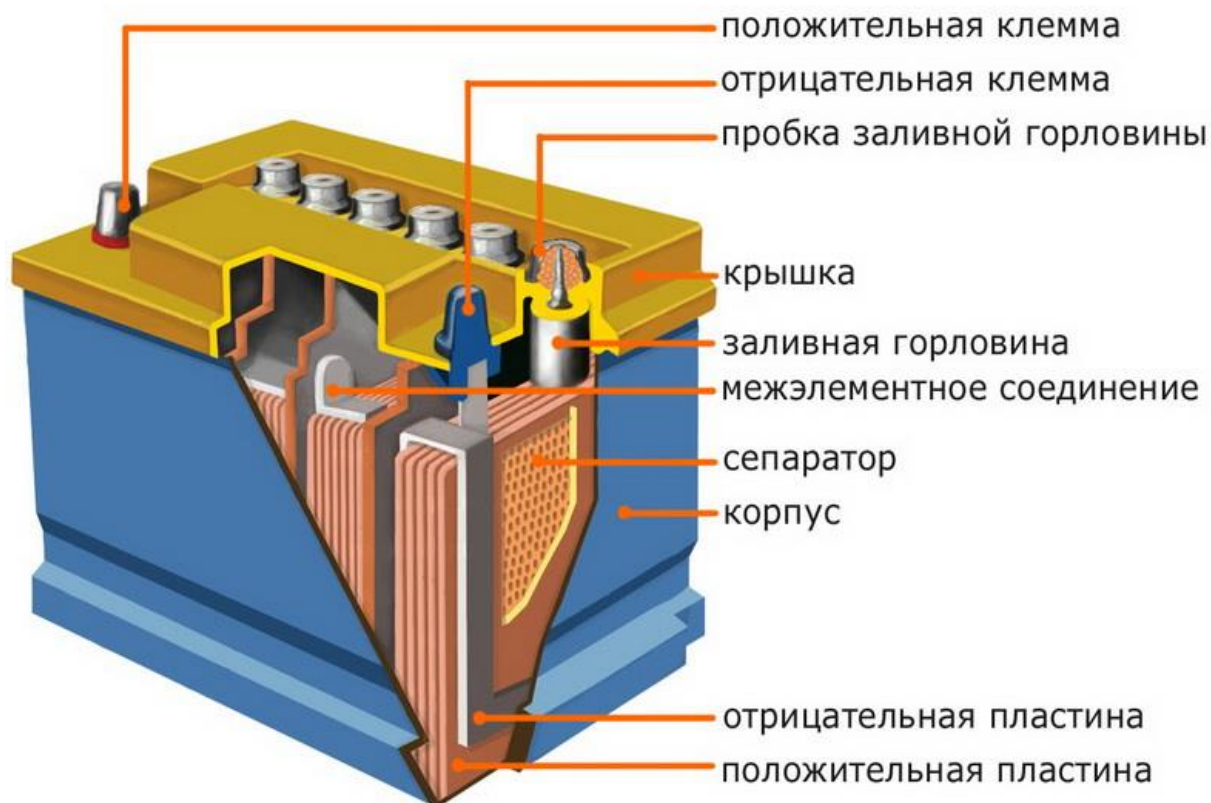 положительная клемма
отрицательная клемма
пробка заливной горловины
крышка
заливная горловина
межэлементное соединение
сепаратор
корпус
отрицательная пластина
положительная пластина